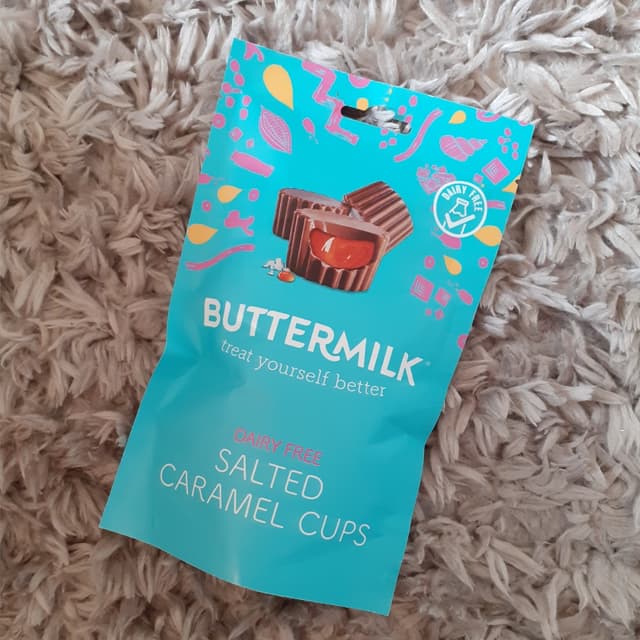 DAIRY FREE
BUTTERMILK®
treat yourself better
DAIRY FREE
SALTED
CARAMEL CUPS